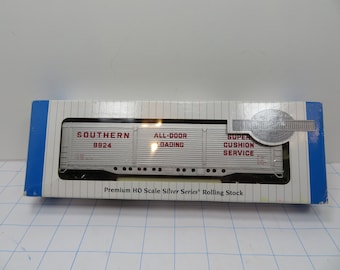 SOUTHERN
9824
ALL-DOOR
LOADING
SUPER
CUSHION
SERVICE
Premium HO Scale Silver Series® Rolling Stock